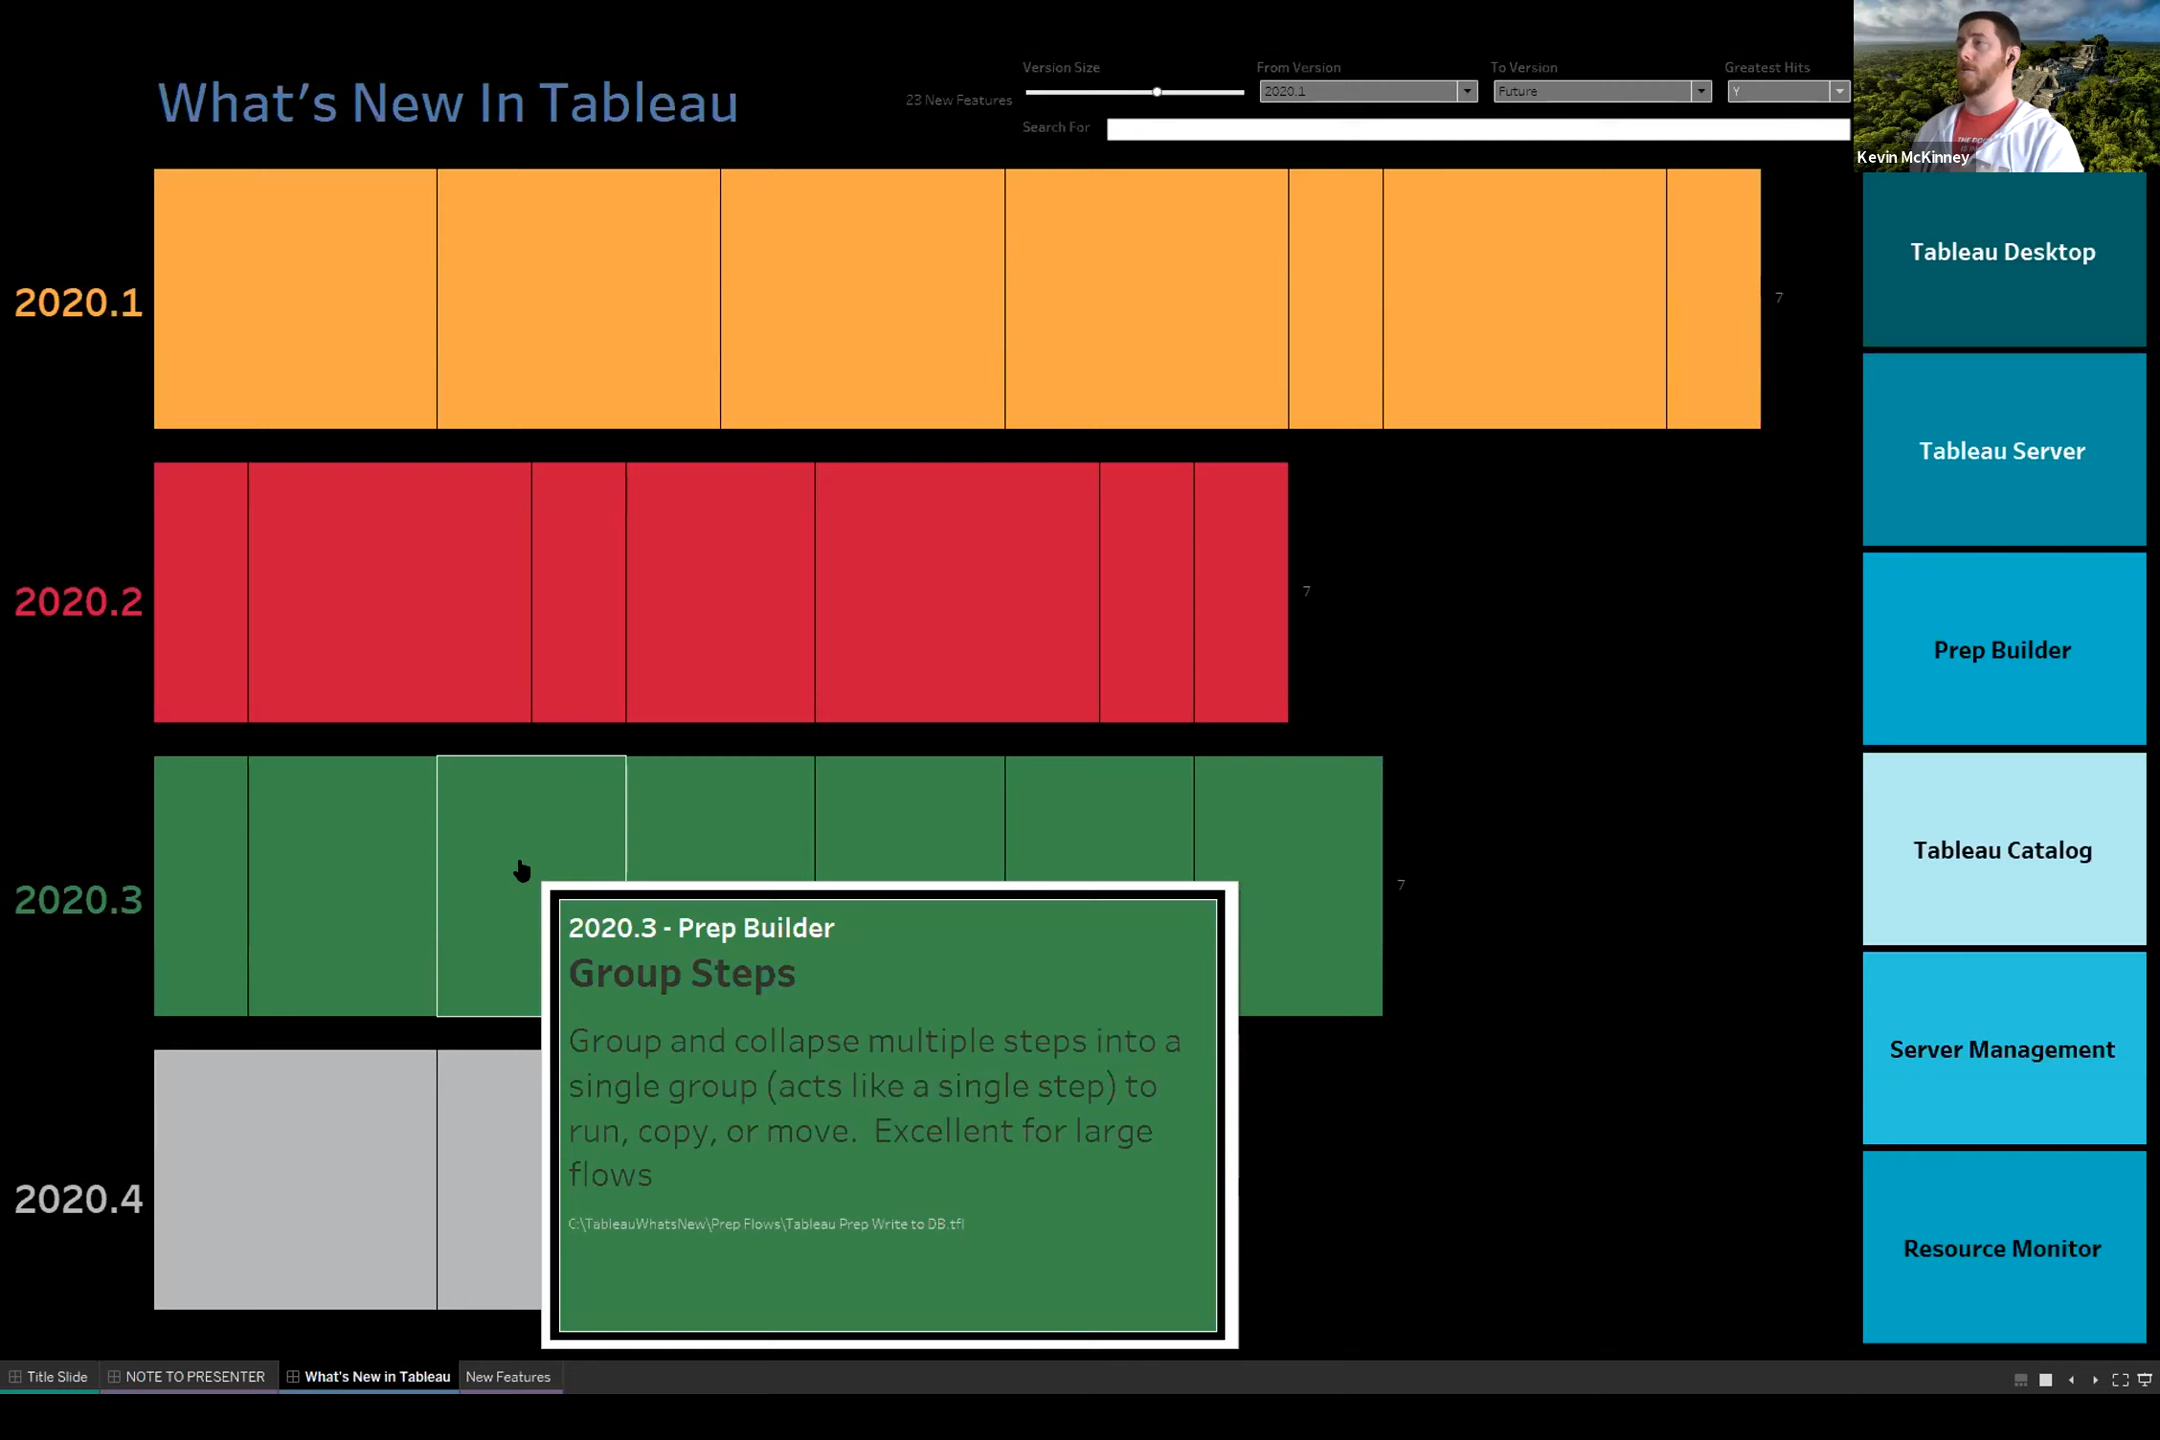 What's New In Tableau
23 New Features
Version Size
From Version
To Version
Greatest Hits
2020.1
Future
Y
Search For
Kevin McKinney
2020.1
7
2020.2
7
2020.3
7
2020.4
2020.3 - Prep Builder
Group Steps
Group and collapse multiple steps into a
single group (acts like a single step) to
run, copy, or move.  Excellent for large
flows
C:\TableauWhatsNew\Prep Flows\Tableau Prep Write to DB.tfl
Tableau Desktop
Tableau Server
Prep Builder
Tableau Catalog
Server Management
Resource Monitor
Title Slide
NOTE TO PRESENTER
What's New in Tableau
New Features